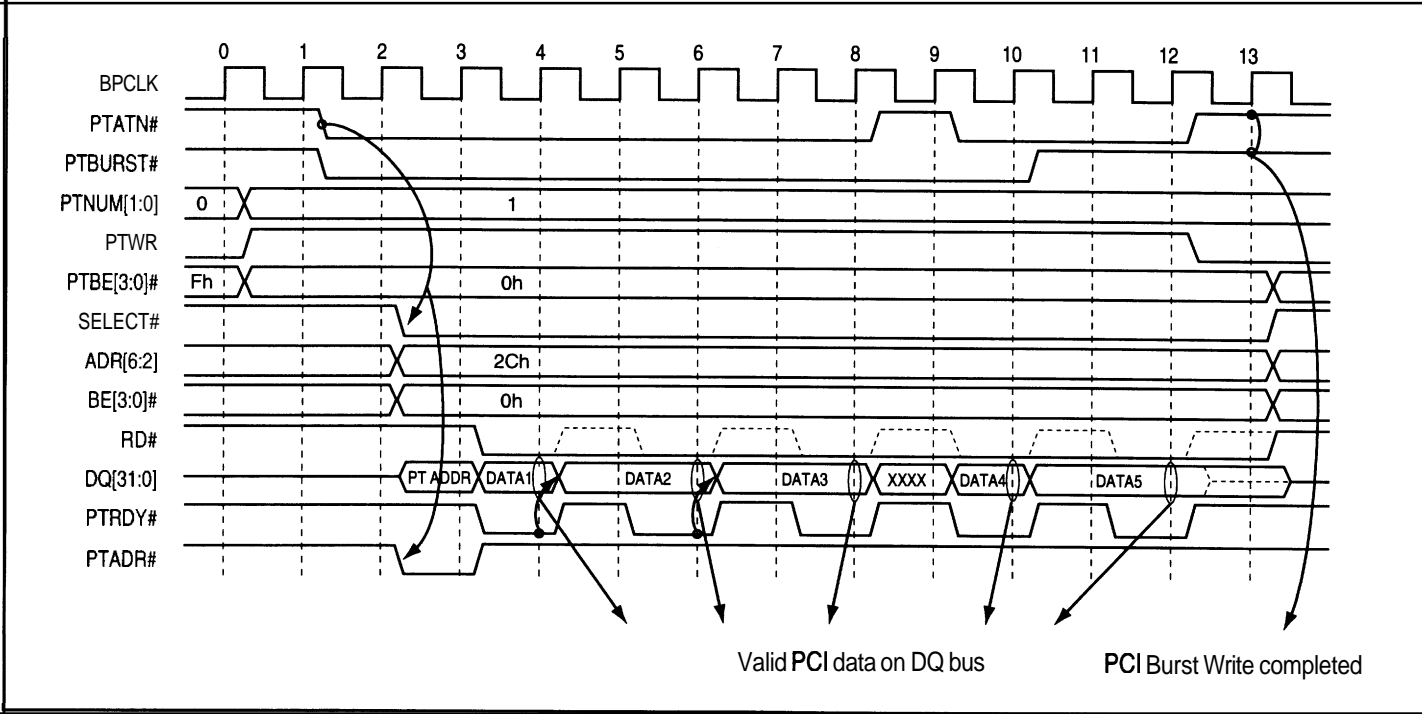 0 1 2 3 4 5 6 7 8 9 10 11 12 13
BPCLK
PTATN#
PTBURST#
PTNUM[1:0] 0 1
PTWR
PTBE[3:0]# Fh 0h
SELECT#
ADR[6:2] 2Ch
BE[3:0]# 0h
RD#
DQ[31:0] PT ADDR DATA1 DATA2 DATA3 XXXX DATA4 DATA5
PTRDY#
PTADR#
Valid PCI data on DQ bus PCI Burst Write completed